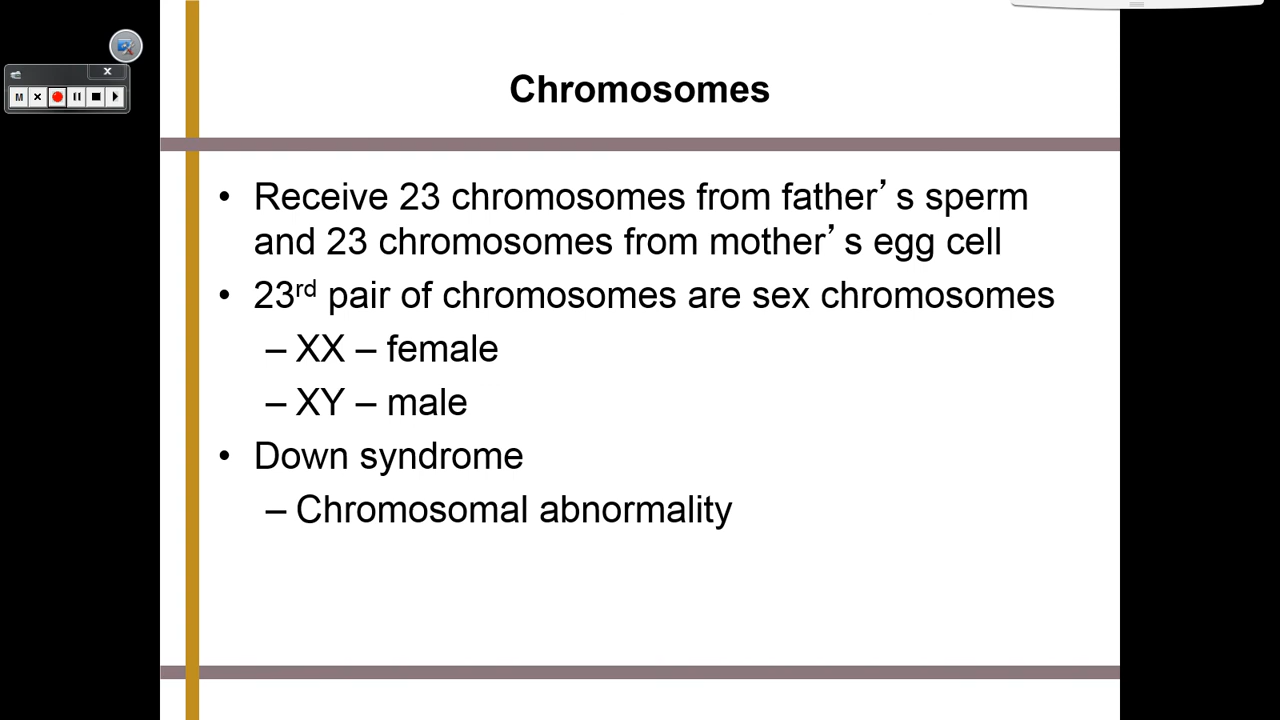 M
Chromosomes
• Receive 23 chromosomes from father’s sperm
and 23 chromosomes from mother’s egg cell
• 23rd pair of chromosomes are sex chromosomes
– XX – female
– XY – male
• Down syndrome
– Chromosomal abnormality